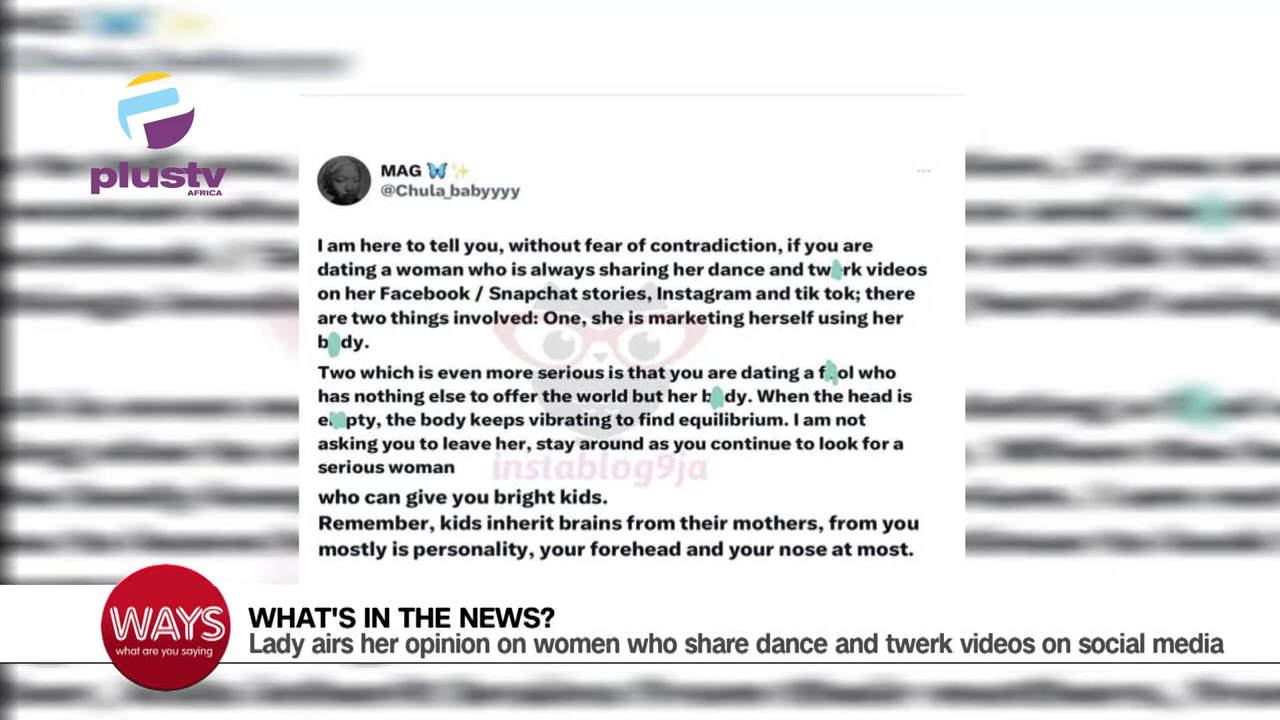 plustv
AFRICA
MAG
@Chula_babyyyy
I am here to tell you, without fear of contradiction, if you are
dating a woman who is always sharing her dance and tw rk videos
on her Facebook / Snapchat stories, Instagram and tik tok; there
are two things involved: One, she is marketing herself using her
b dy.
Two which is even more serious is that you are dating a f ol who
has nothing else to offer the world but her b dy. When the head is
e pty, the body keeps vibrating to find equilibrium. I am not
asking you to leave her, stay around as you continue to look for a
serious woman
instablog9ja
who can give you bright kids.
Remember, kids inherit brains from their mothers, from you
mostly is personality, your forehead and your nose at most.
WAYS
what are you saying
WHAT'S IN THE NEWS?
Lady airs her opinion on women who share dance and twerk videos on social media